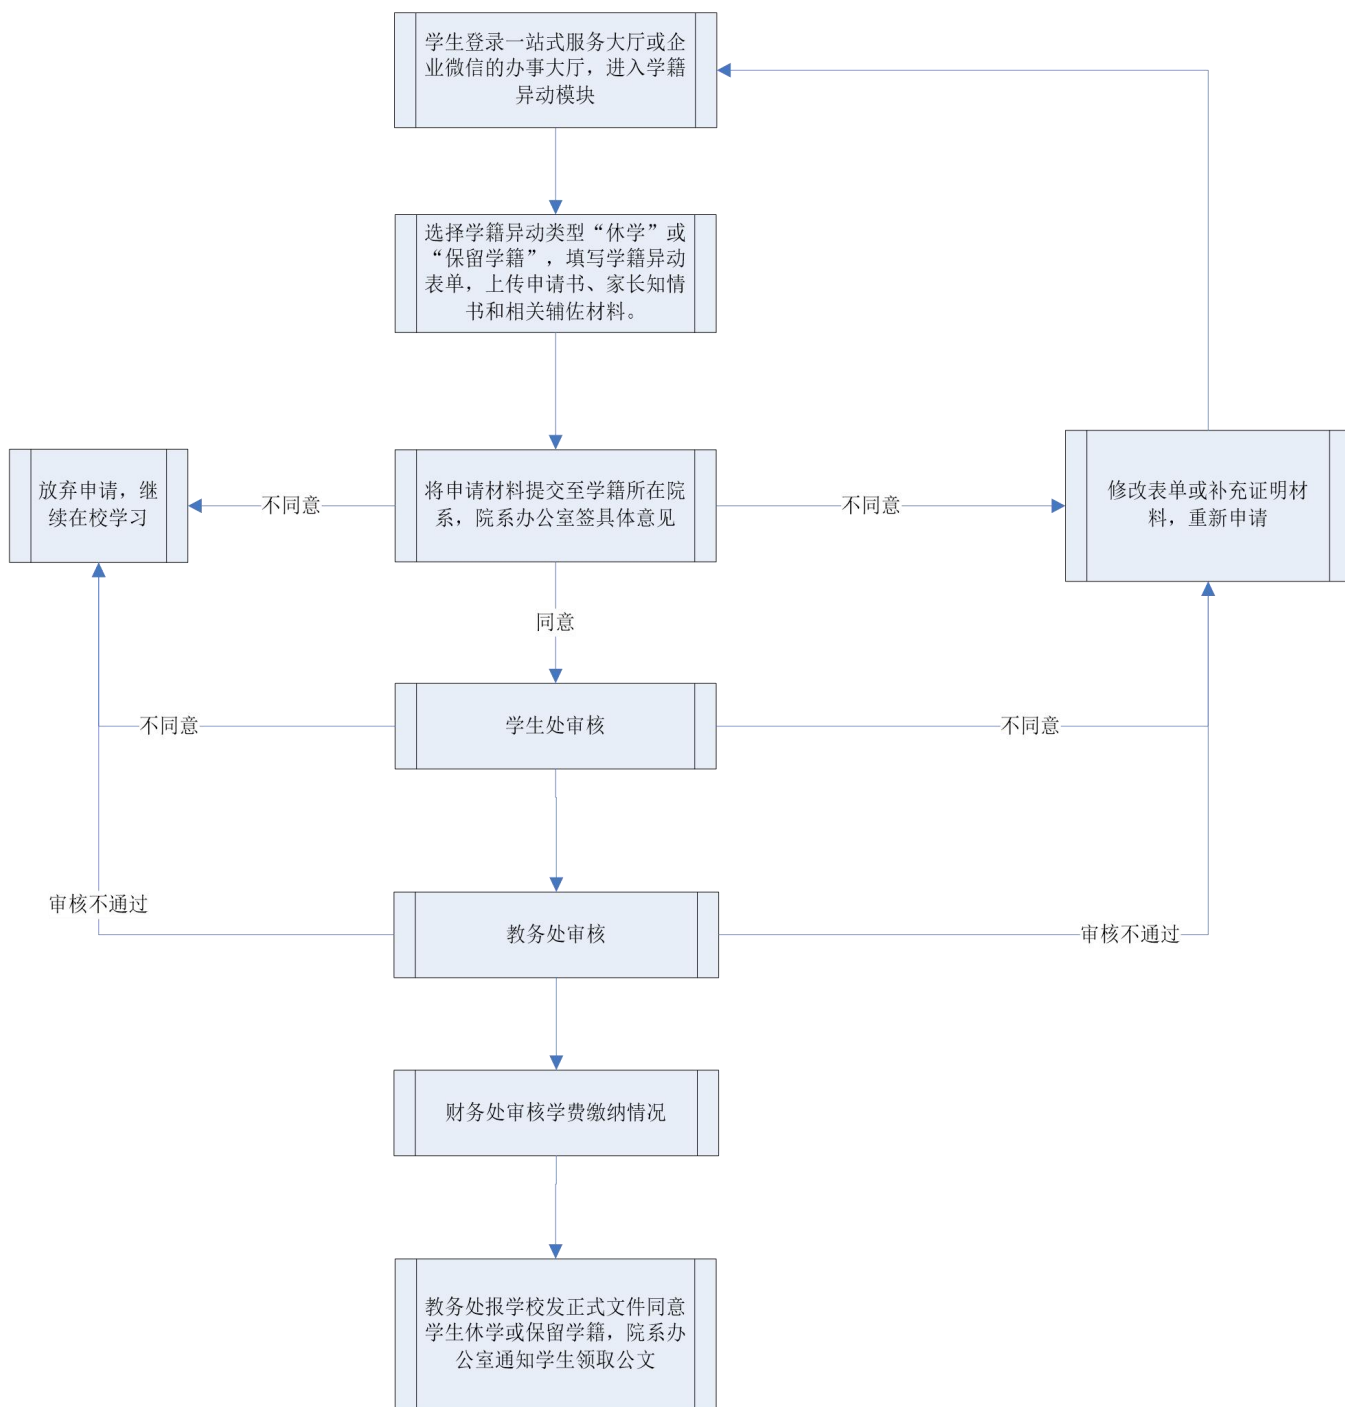 学生登录一站式服务大厅或企
业微信的办事大厅，进入学籍
异动模块
选择学籍异动类型“休学”或
“保留学籍”，填写学籍异动
表单，上传申请书、家长知情
书和相关辅佐材料。
放弃申请，继
续在校学习
不同意
将申请材料提交至学籍所在院
系，院系办公室签具体意见
不同意
修改表单或补充证明材
料，重新申请
同意
不同意
学生处审核
不同意
审核不通过
教务处审核
审核不通过
财务处审核学费缴纳情况
教务处报学校发正式文件同意
学生休学或保留学籍，院系办
公室通知学生领取公文